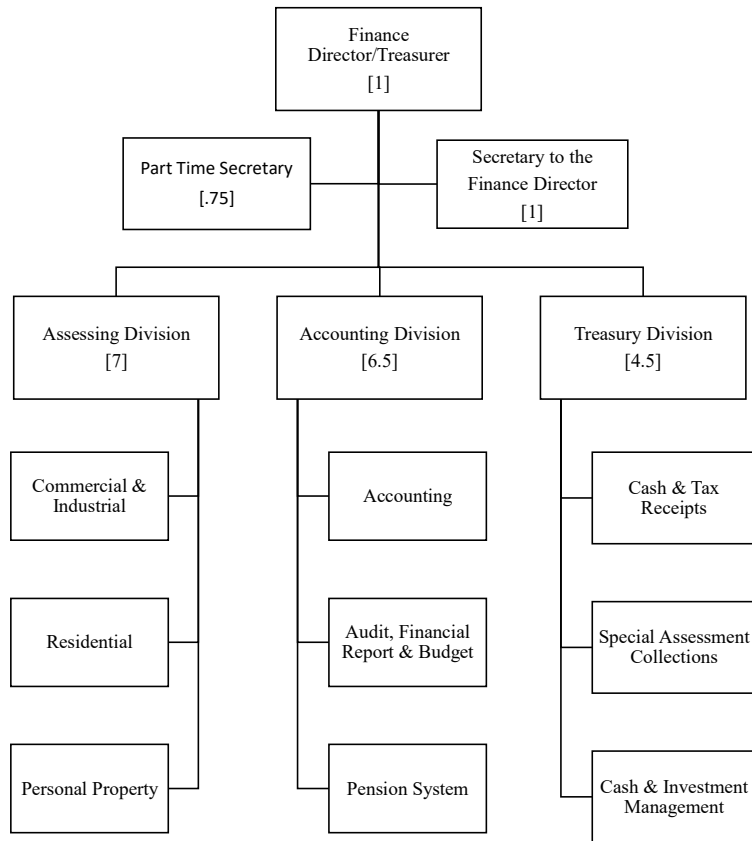 Finance
Director/Treasurer
[1]
Part Time Secretary
[.75]
Secretary to the
Finance Director
[1]
Assessing Division
[7]
Accounting Division
[6.5]
Treasury Division
[4.5]
Commercial &
Industrial
Accounting
Cash & Tax
Receipts
Residential
Audit, Financial
Report & Budget
Special Assessment
Collections
Personal Property
Pension System
Cash & Investment
Management